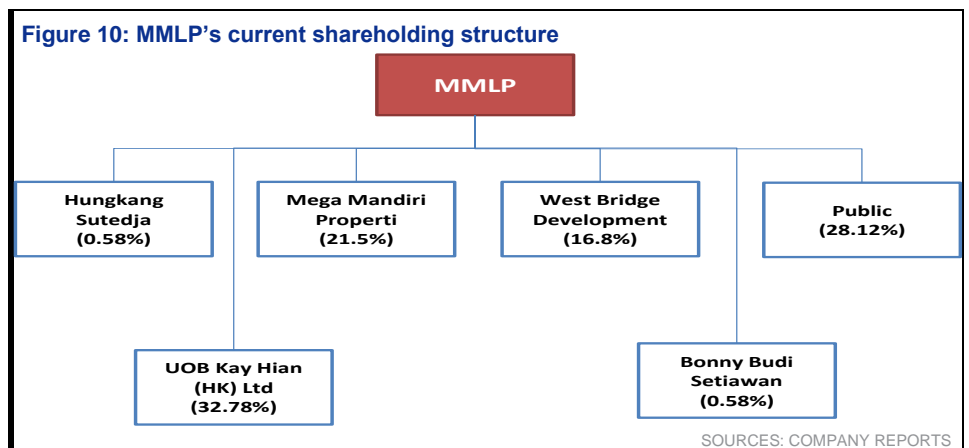 Figure 10: MMLP's current shareholding structure
MMLP
Hungkang
Sutedja
(0.58%)
Mega Mandiri
Properti
(21.5%)
West Bridge
Development
(16.8%)
Public
(28.12%)
UOB Kay Hian
(HK) Ltd
(32.78%)
Bonny Budi
Setiawan
(0.58%)
SOURCES: COMPANY REPORTS